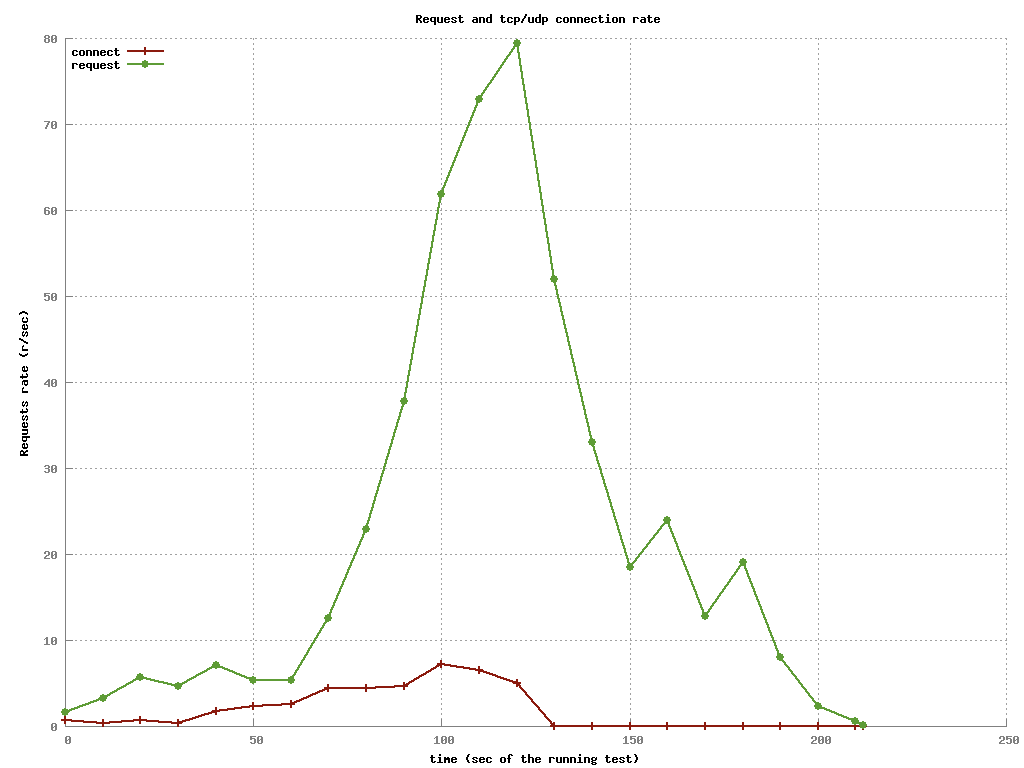 Request and tcp/udp connection rate
connect
request
80
70
60
50
40
30
20
10
0
Requests rate (r/sec)
0 50 100 150 200 250
time (sec of the running test)